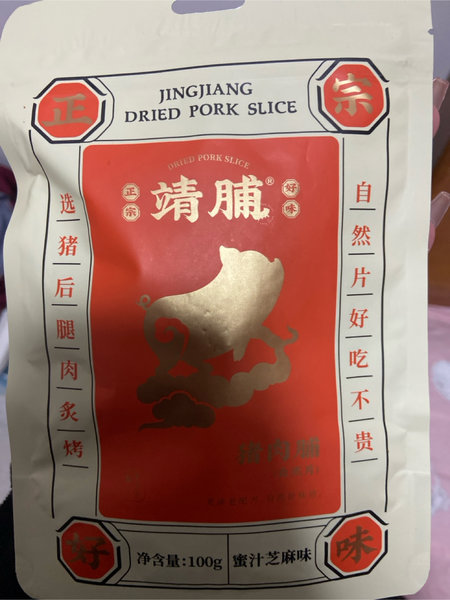 JINGJIANG
DRIED PORK SLICE
正
宗
DRIED PORK SLICE
正宗
靖脯®
好味
选猪后腿肉炙烤
自然片好吃不贵
猪肉脯
好
净含量:100g
蜜汁芝麻味
味